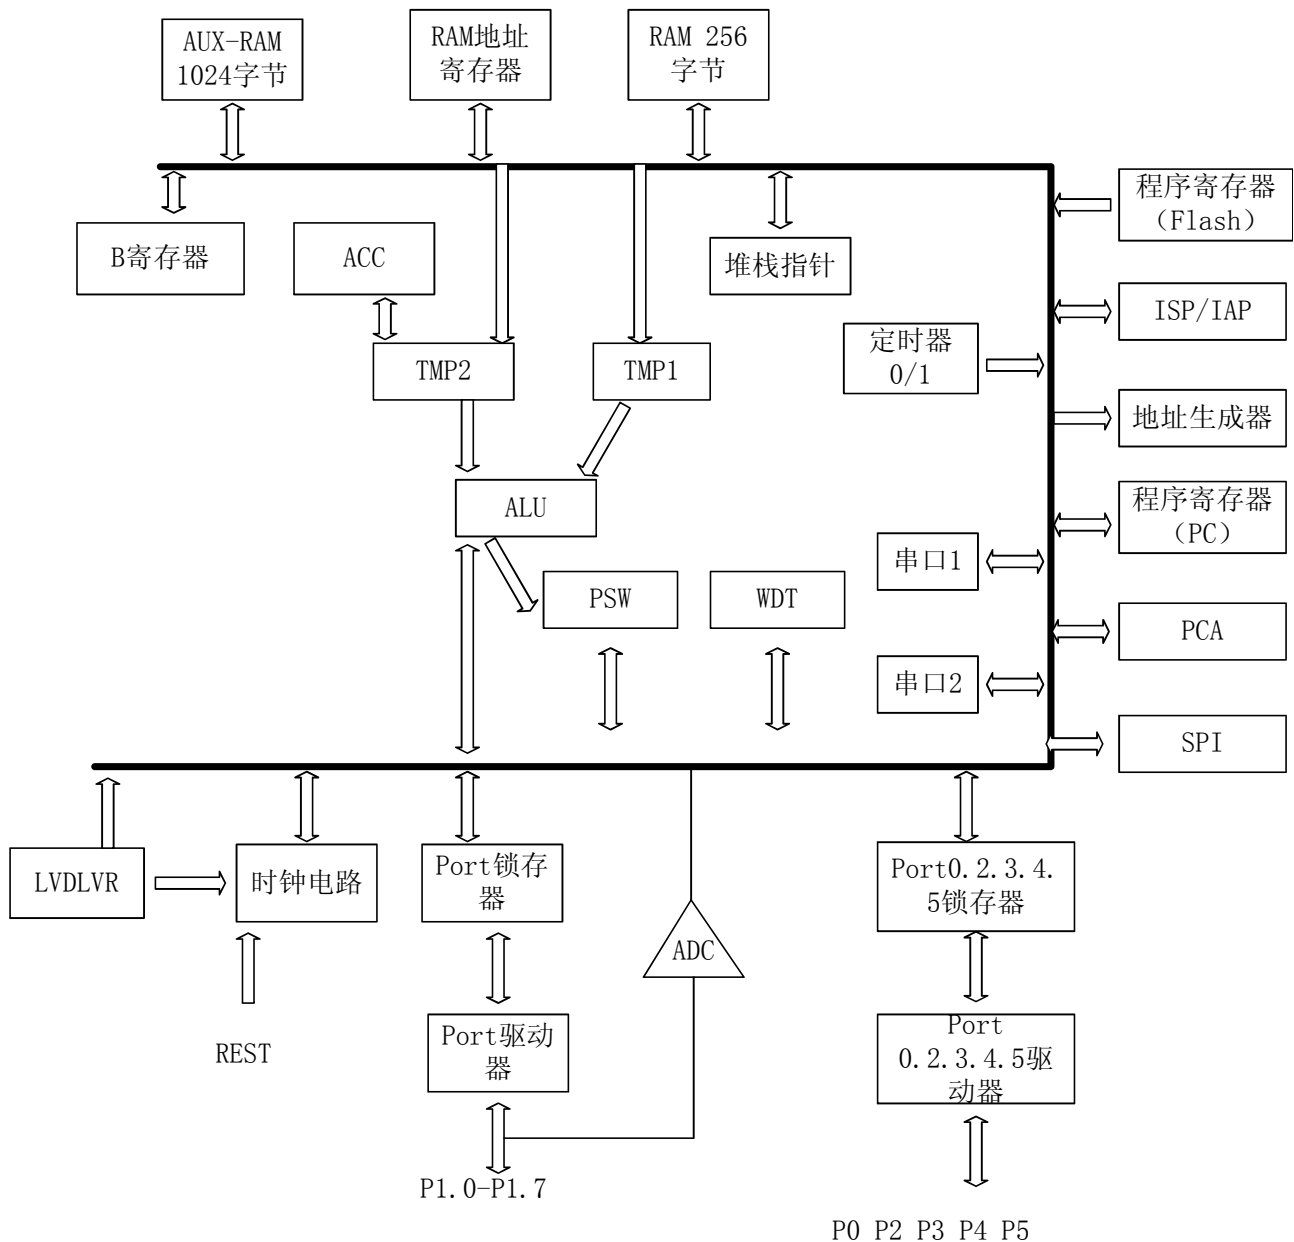 AUX-RAM
1024字节
RAM地址
寄存器
RAM 256
字节
程序寄存器
（Flash）
B寄存器
ACC
堆栈指针
ISP/IAP
定时器
0/1
TMP2
TMP1
地址生成器
ALU
程序寄存器
（PC）
串口1
PSW
WDT
PCA
串口2
SPI
LVDLVR
时钟电路
Port锁存
器
Port0.2.3.4.
5锁存器
ADC
REST
Port驱动
器
Port
0.2.3.4.5驱
动器
P1.0-P1.7
P0 P2 P3 P4 P5